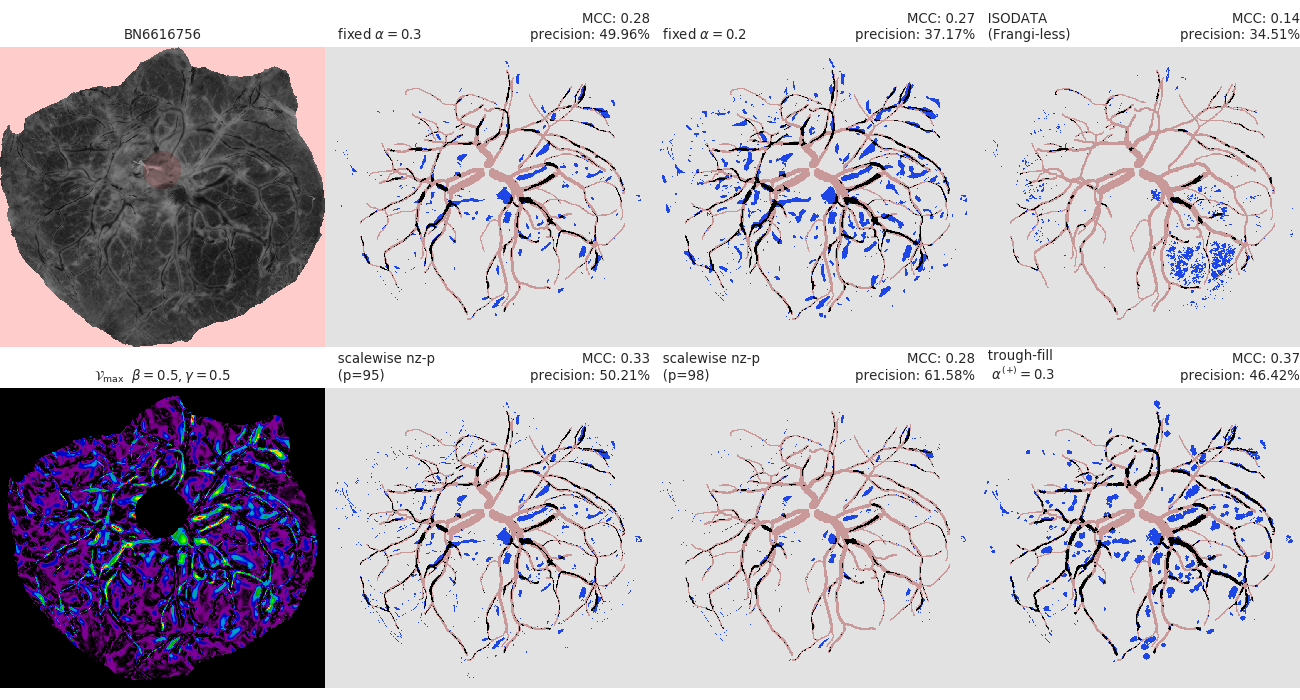 BN6616756
fixed α = 0.3
MCC: 0.28
precision: 49.96%
fixed α = 0.2
MCC: 0.27
precision: 37.17%
ISODATA
(Frangi-less)
MCC: 0.14
precision: 34.51%
𝒱max β = 0.5, γ = 0.5
scalewise nz-p
(p=95)
MCC: 0.33
precision: 50.21%
scalewise nz-p
(p=98)
MCC: 0.28
precision: 61.58%
trough-fill
α(+) = 0.3
MCC: 0.37
precision: 46.42%